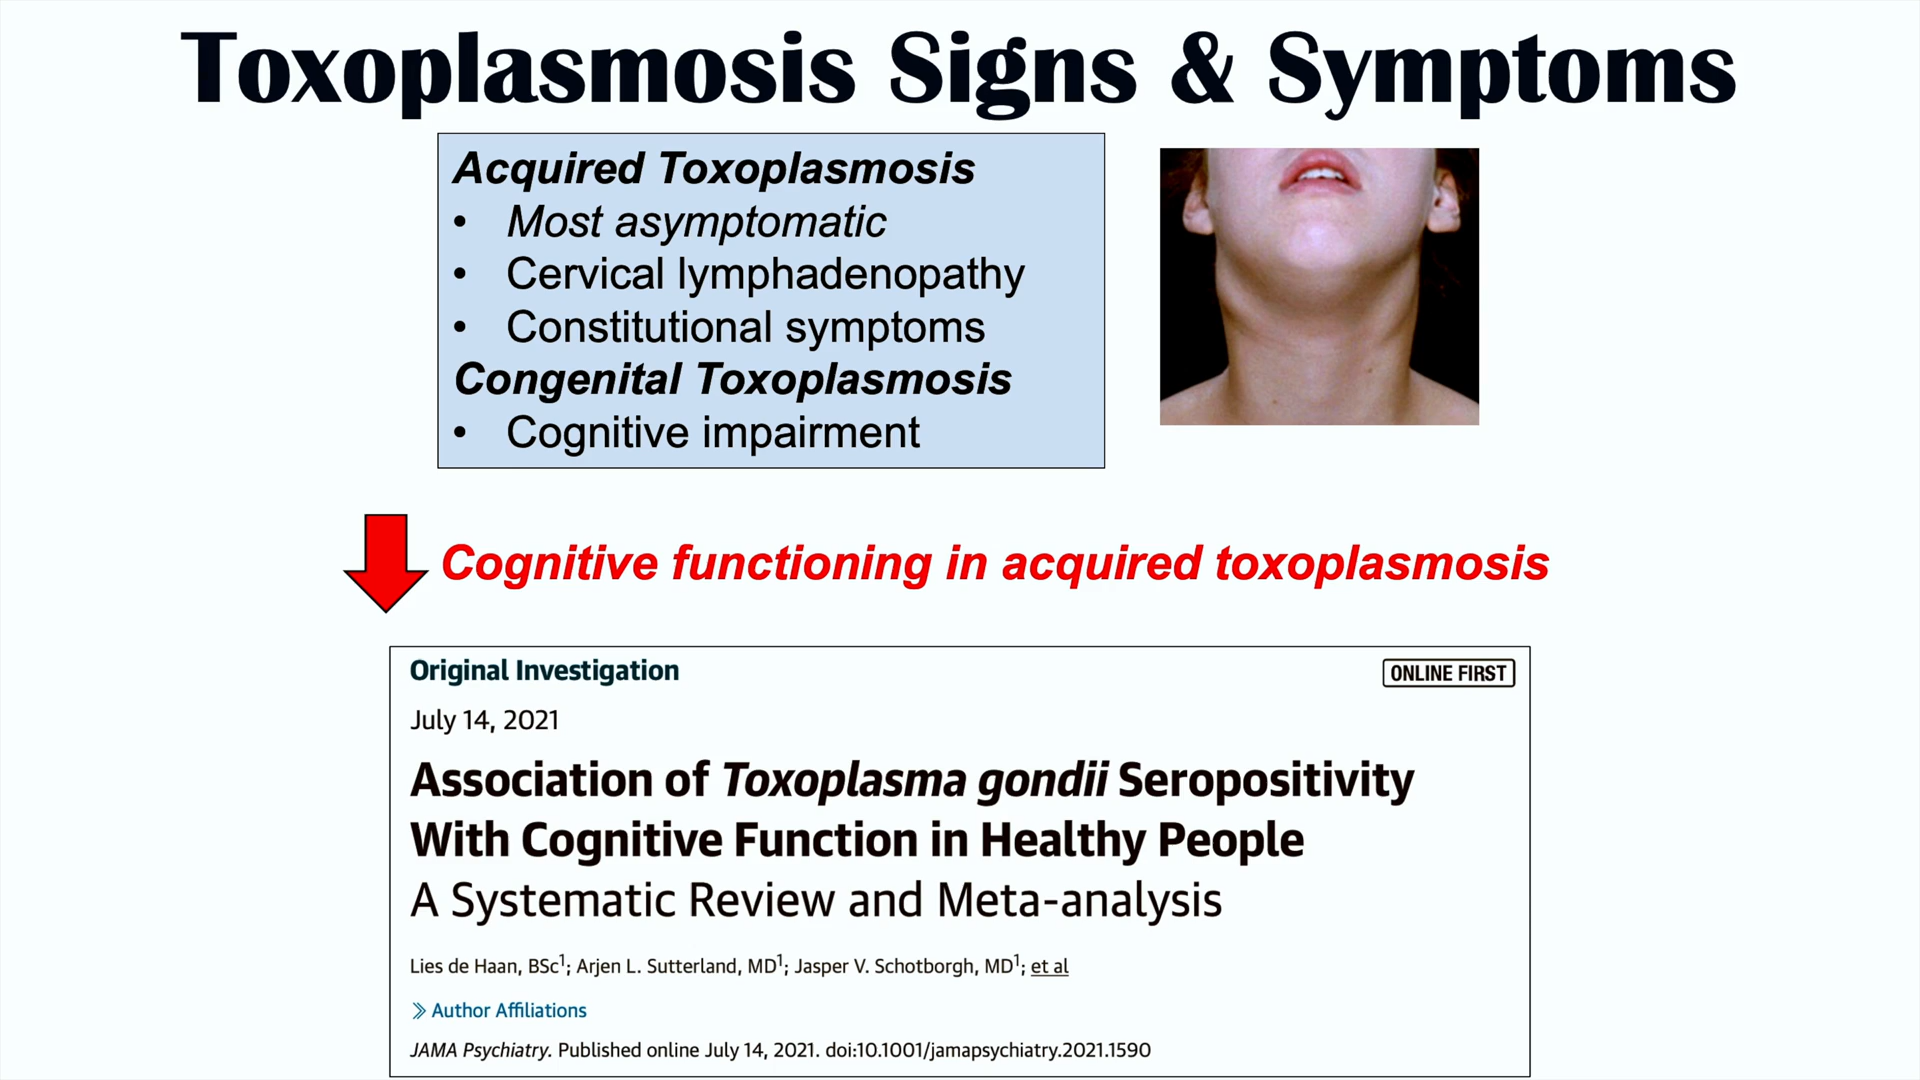 Toxoplasmosis Signs & Symptoms
Acquired Toxoplasmosis
• Most asymptomatic
• Cervical lymphadenopathy
• Constitutional symptoms
Congenital Toxoplasmosis
• Cognitive impairment
Cognitive functioning in acquired toxoplasmosis
Original Investigation
ONLINE FIRST
July 14, 2021
Association of Toxoplasma gondii Seropositivity
With Cognitive Function in Healthy People
A Systematic Review and Meta-analysis
Lies de Haan, BSc1; Arjen L. Sutterland, MD1; Jasper V. Schotborgh, MD1; et al
» Author Affiliations
JAMA Psychiatry. Published online July 14, 2021. doi:10.1001/jamapsychiatry.2021.1590